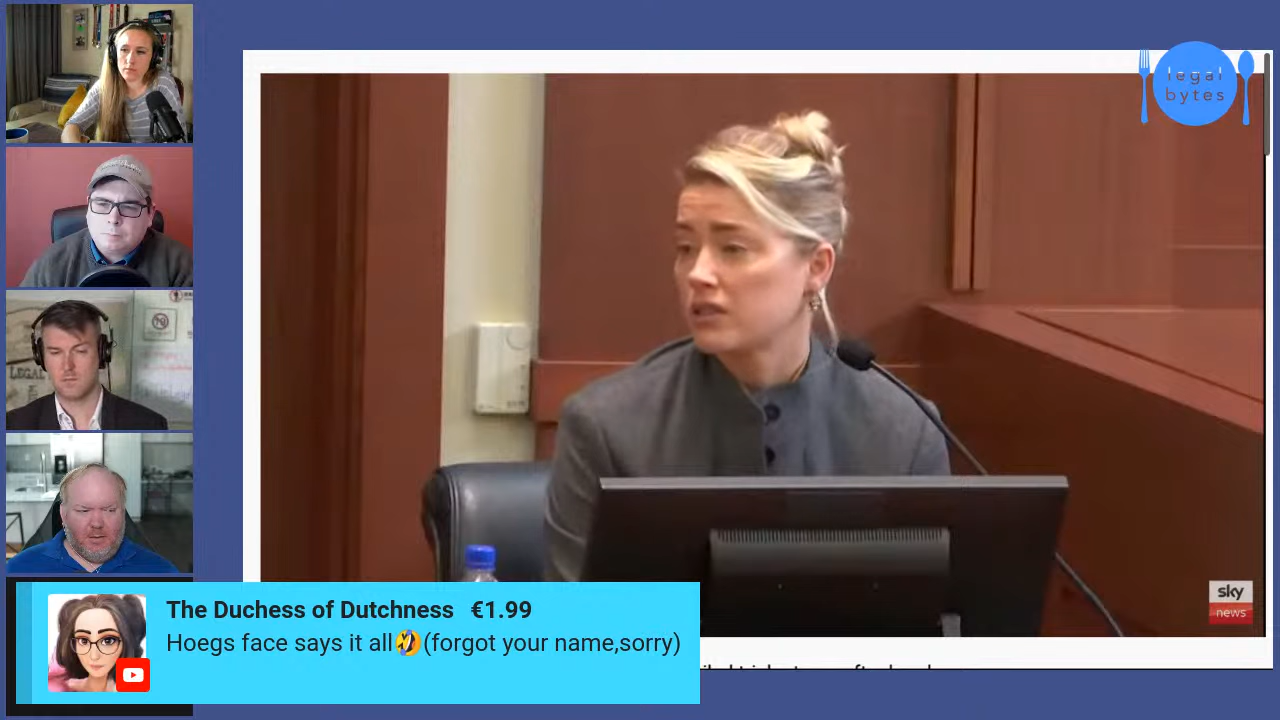 legal
bytes
LEGAL
sky
news
The Duchess of Dutchness €1.99
Hoegs face says it all🤣(forgot your name,sorry)